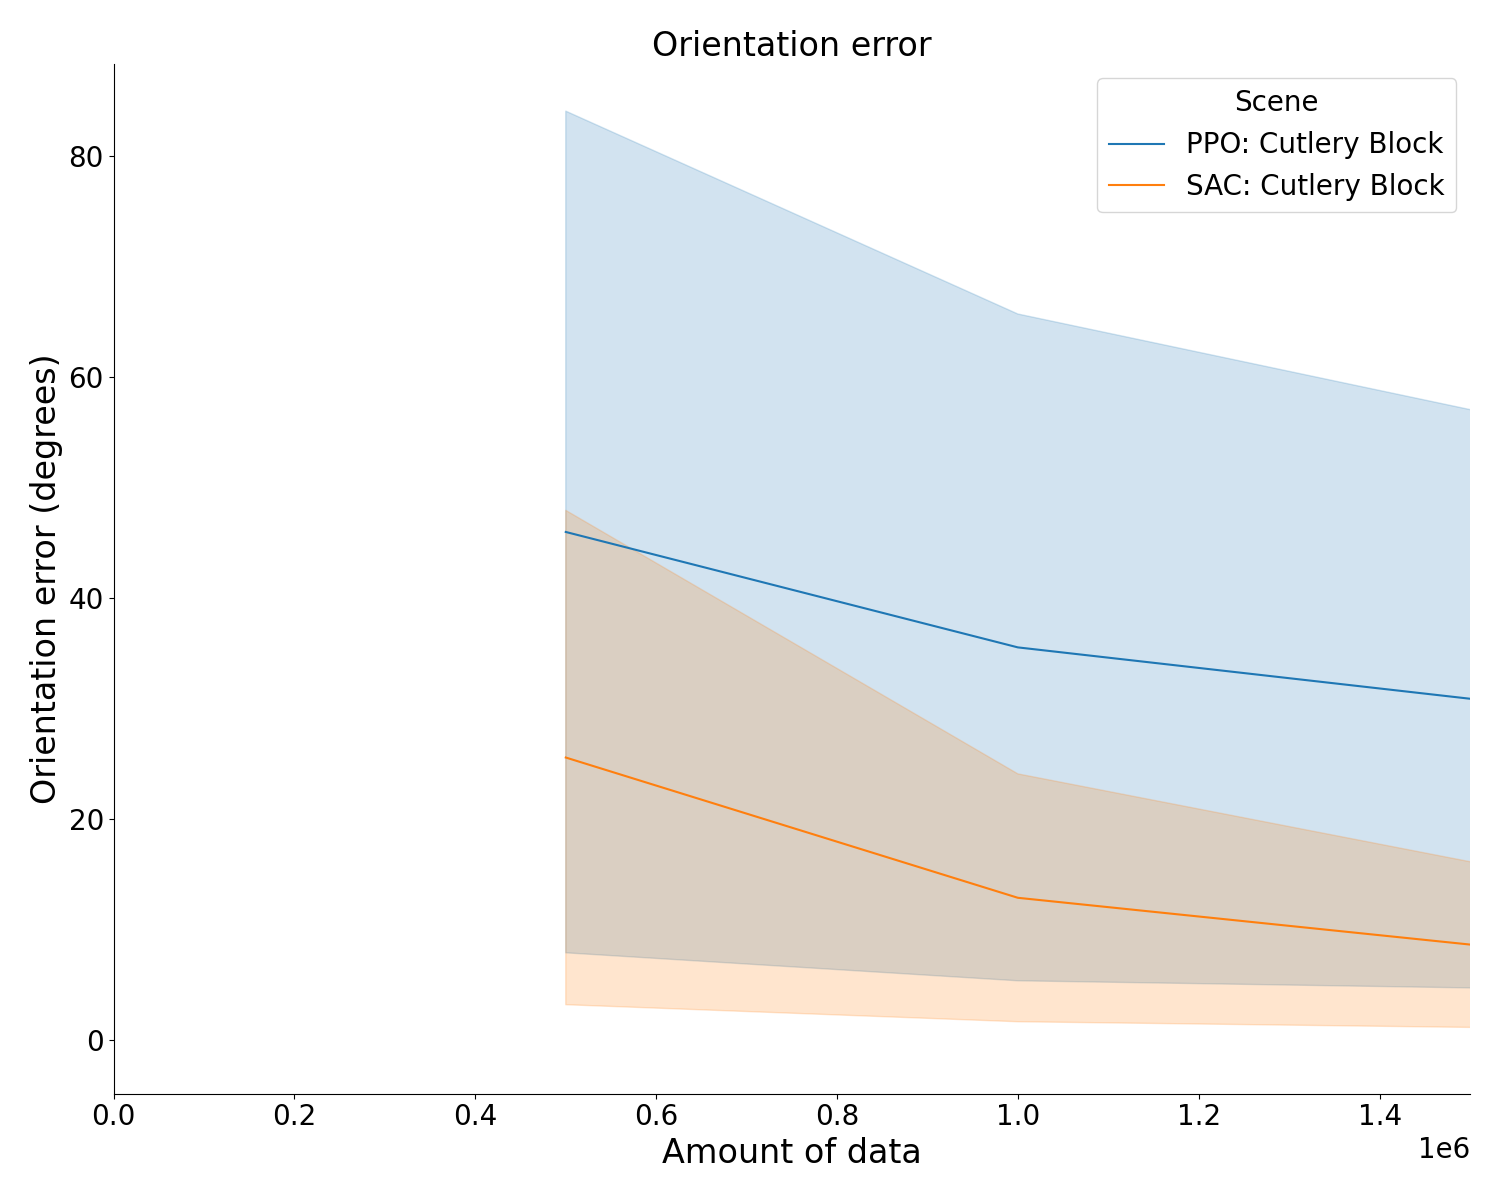 Orientation error
Scene
PPO: Cutlery Block
SAC: Cutlery Block
Orientation error (degrees)
80
60
40
20
0
0.0 0.2 0.4 0.6 0.8 1.0 1.2 1.4
1e6
Amount of data